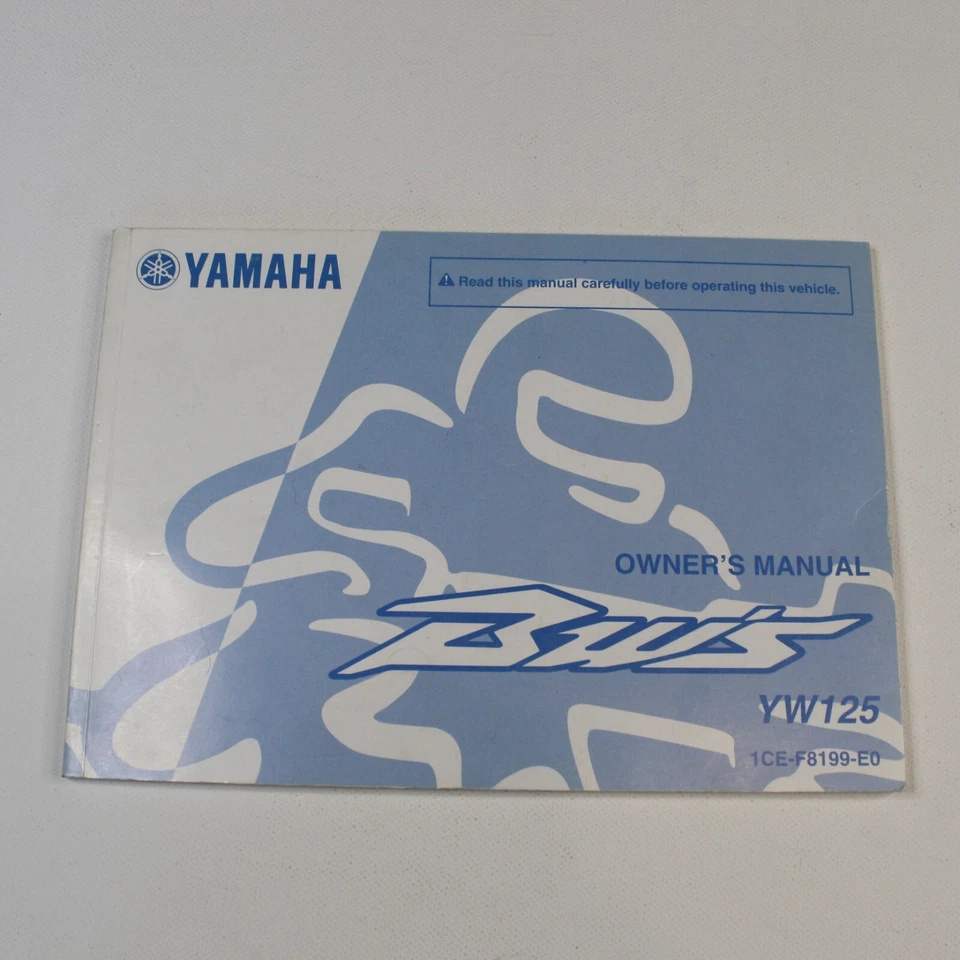 YAMAHA
⚠ Read this manual carefully before operating this vehicle.
OWNER'S MANUAL
Bw's
YW125
1CE-F8199-E0